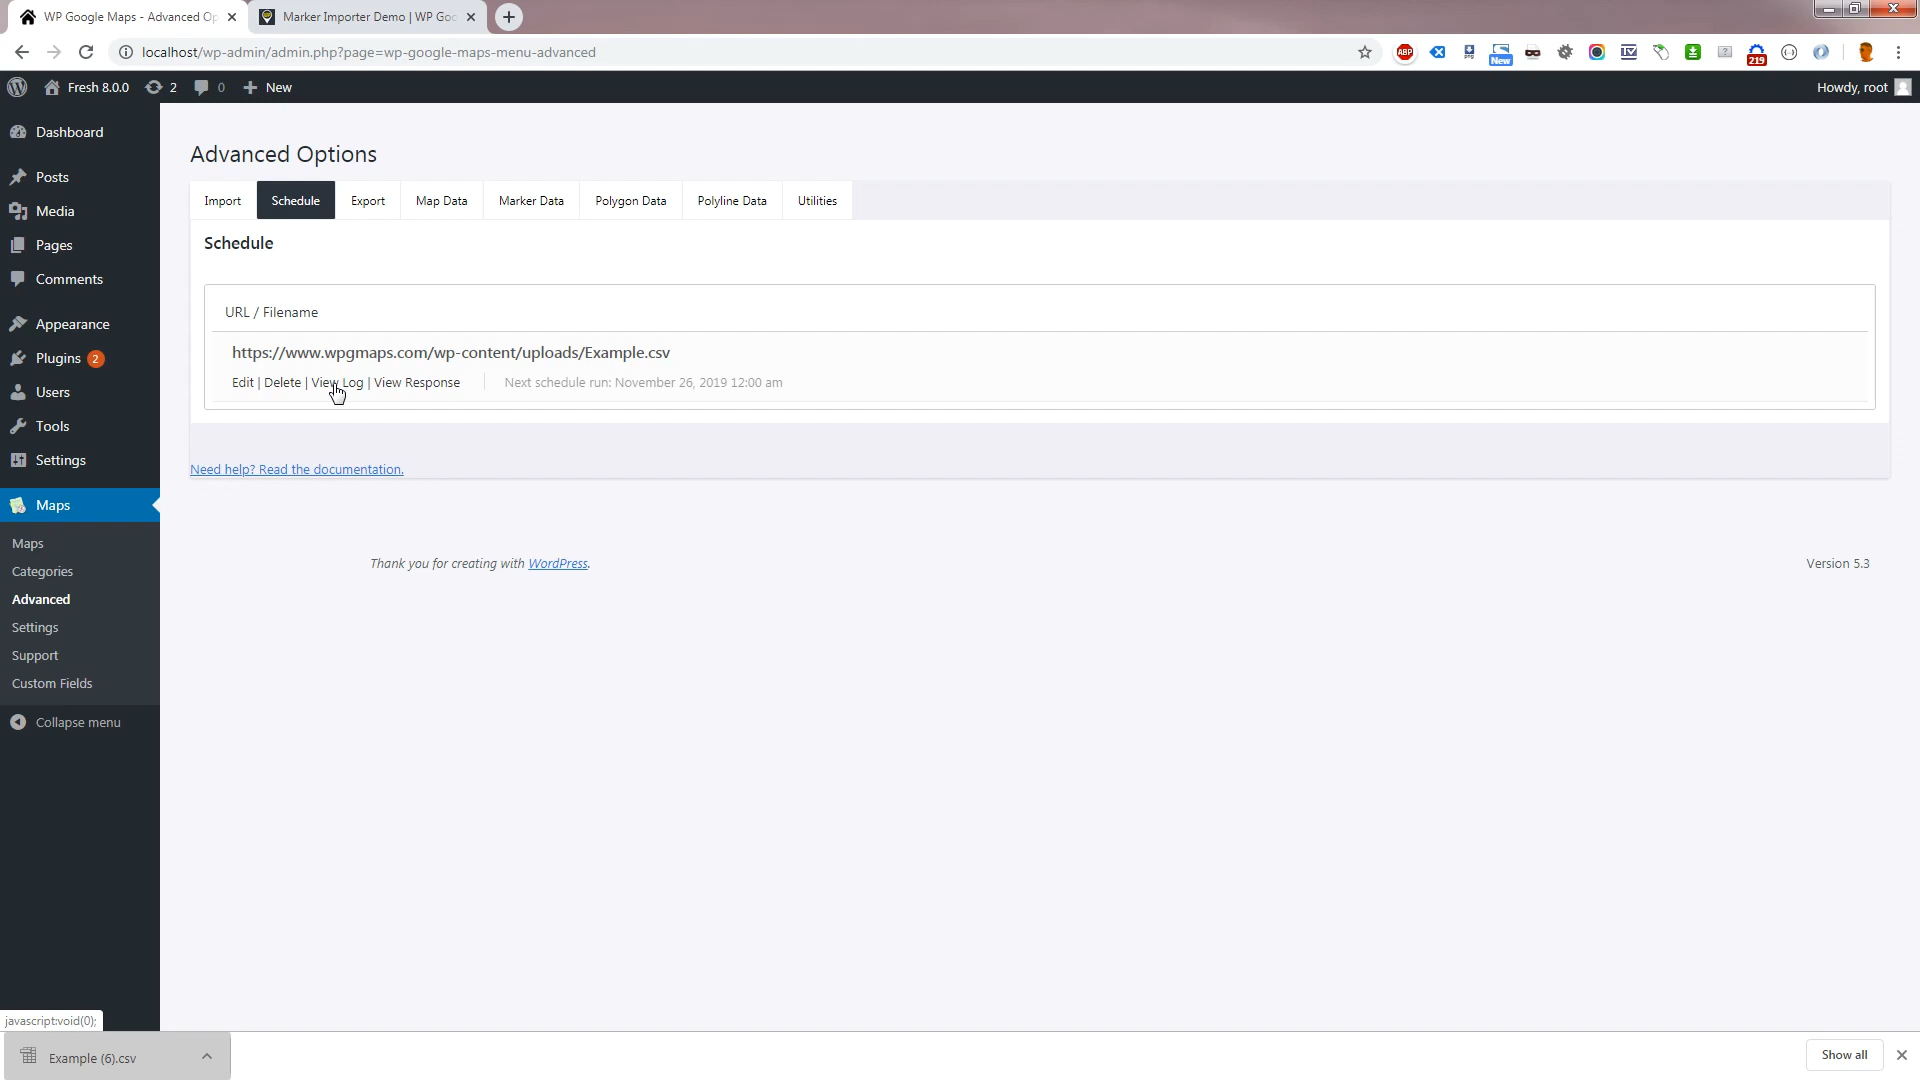 WP Google Maps - Advanced Op
Marker Importer Demo | WP Goo
localhost/wp-admin/admin.php?page=wp-google-maps-menu-advanced
ABP
New
219
Fresh 8.0.0
2
0
New
Howdy, root
Dashboard
Posts
Media
Pages
Comments
Appearance
Plugins 2
Users
Tools
Settings
Maps
Maps
Categories
Advanced
Settings
Support
Custom Fields
Collapse menu
Advanced Options
Import
Schedule
Export
Map Data
Marker Data
Polygon Data
Polyline Data
Utilities
Schedule
URL / Filename
https://www.wpgmaps.com/wp-content/uploads/Example.csv
Edit | Delete | View Log | View Response
Next schedule run: November 26, 2019 12:00 am
Need help? Read the documentation.
Thank you for creating with WordPress.
Version 5.3
javascript:void(0);
Example (6).csv
Show all